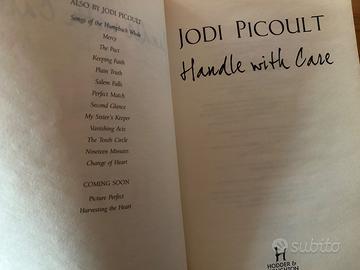 ALSO BY JODI PICOULT
Songs of the Humpback Whale
Mercy
The Pact
Keeping Faith
Plain Truth
Salem Falls
Perfect Match
Second Glance
My Sister's Keeper
Vanishing Acts
The Tenth Circle
Nineteen Minutes
Change of Heart
COMING SOON
Picture Perfect
Harvesting the Heart
JODI PICOULT
Handle with Care
HODDER &
STOUGHTON
subito